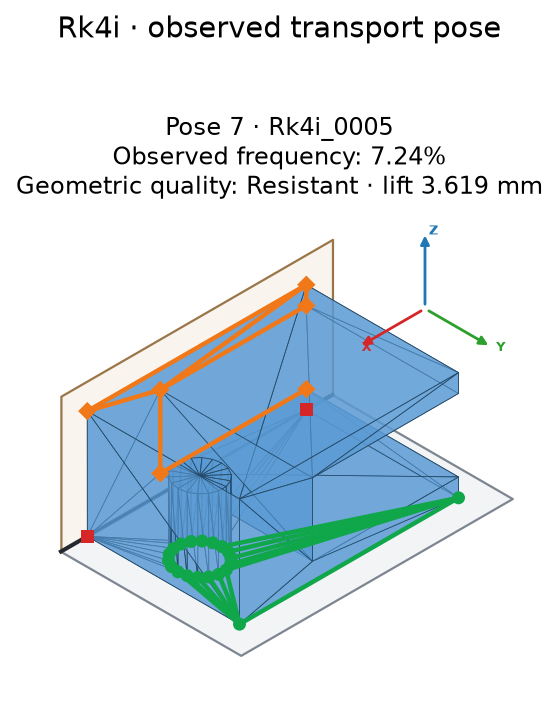 Rk4i · observed transport pose
Pose 7 · Rk4i_0005
Observed frequency: 7.24%
Geometric quality: Resistant · lift 3.619 mm
Z
X
Y